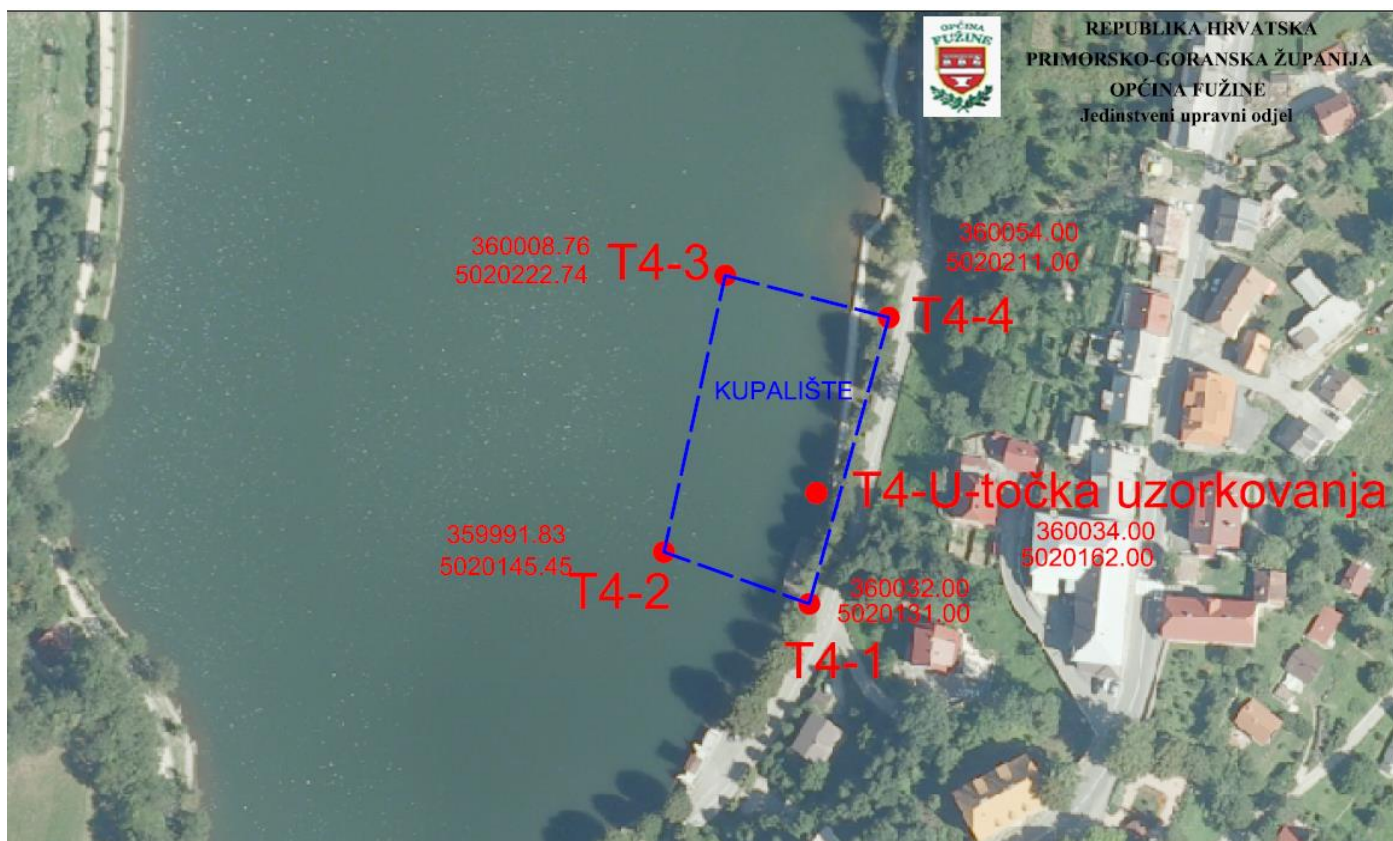 OPĆINA
FUŽINE
REPUBLIKA HRVATSKA
PRIMORSKO-GORANSKA ŽUPANIJA
OPĆINA FUŽINE
Jedinstveni upravni odjel
360008.76
5020222.74
T4-3
360054.00
5020211.00
T4-4
KUPALIŠTE
T4-U-točka uzorkovanja
360034.00
5020162.00
359991.83
5020145.45
T4-2
360032.00
5020131.00
T4-1